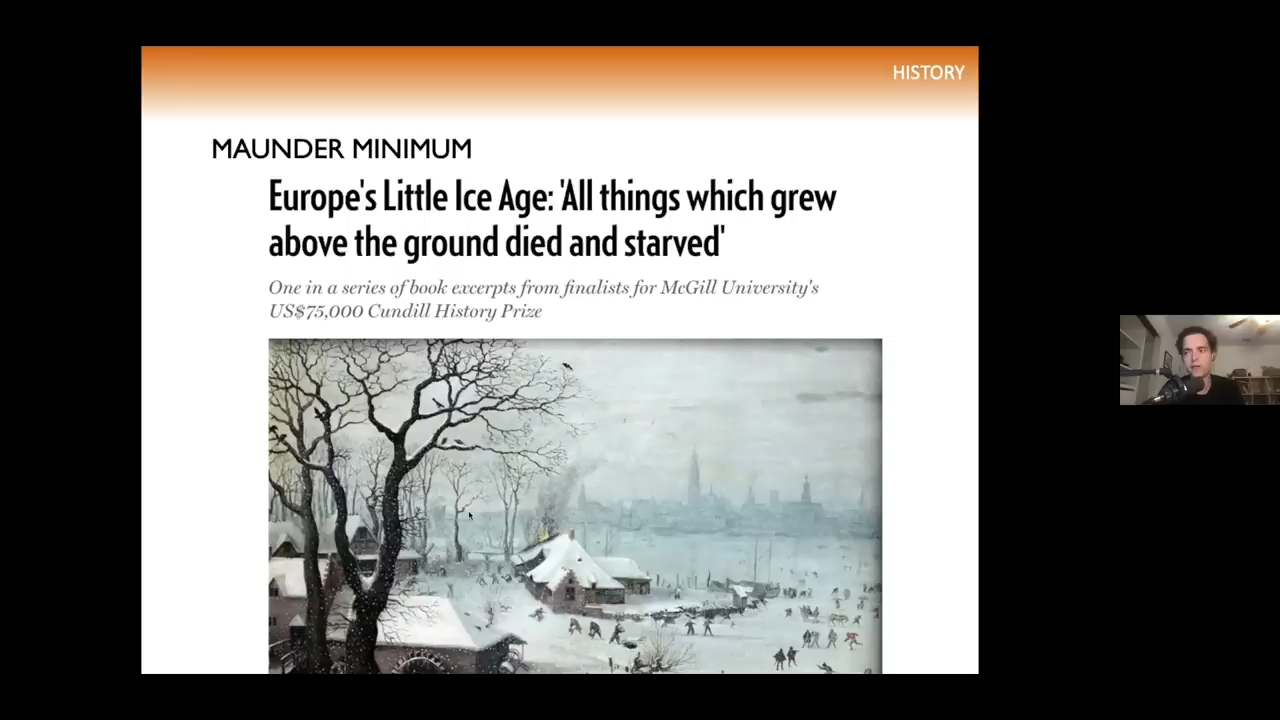 HISTORY
MAUNDER MINIMUM
Europe's Little Ice Age: 'All things which grew
above the ground died and starved'
One in a series of book excerpts from finalists for McGill University's
US$75,000 Cundill History Prize